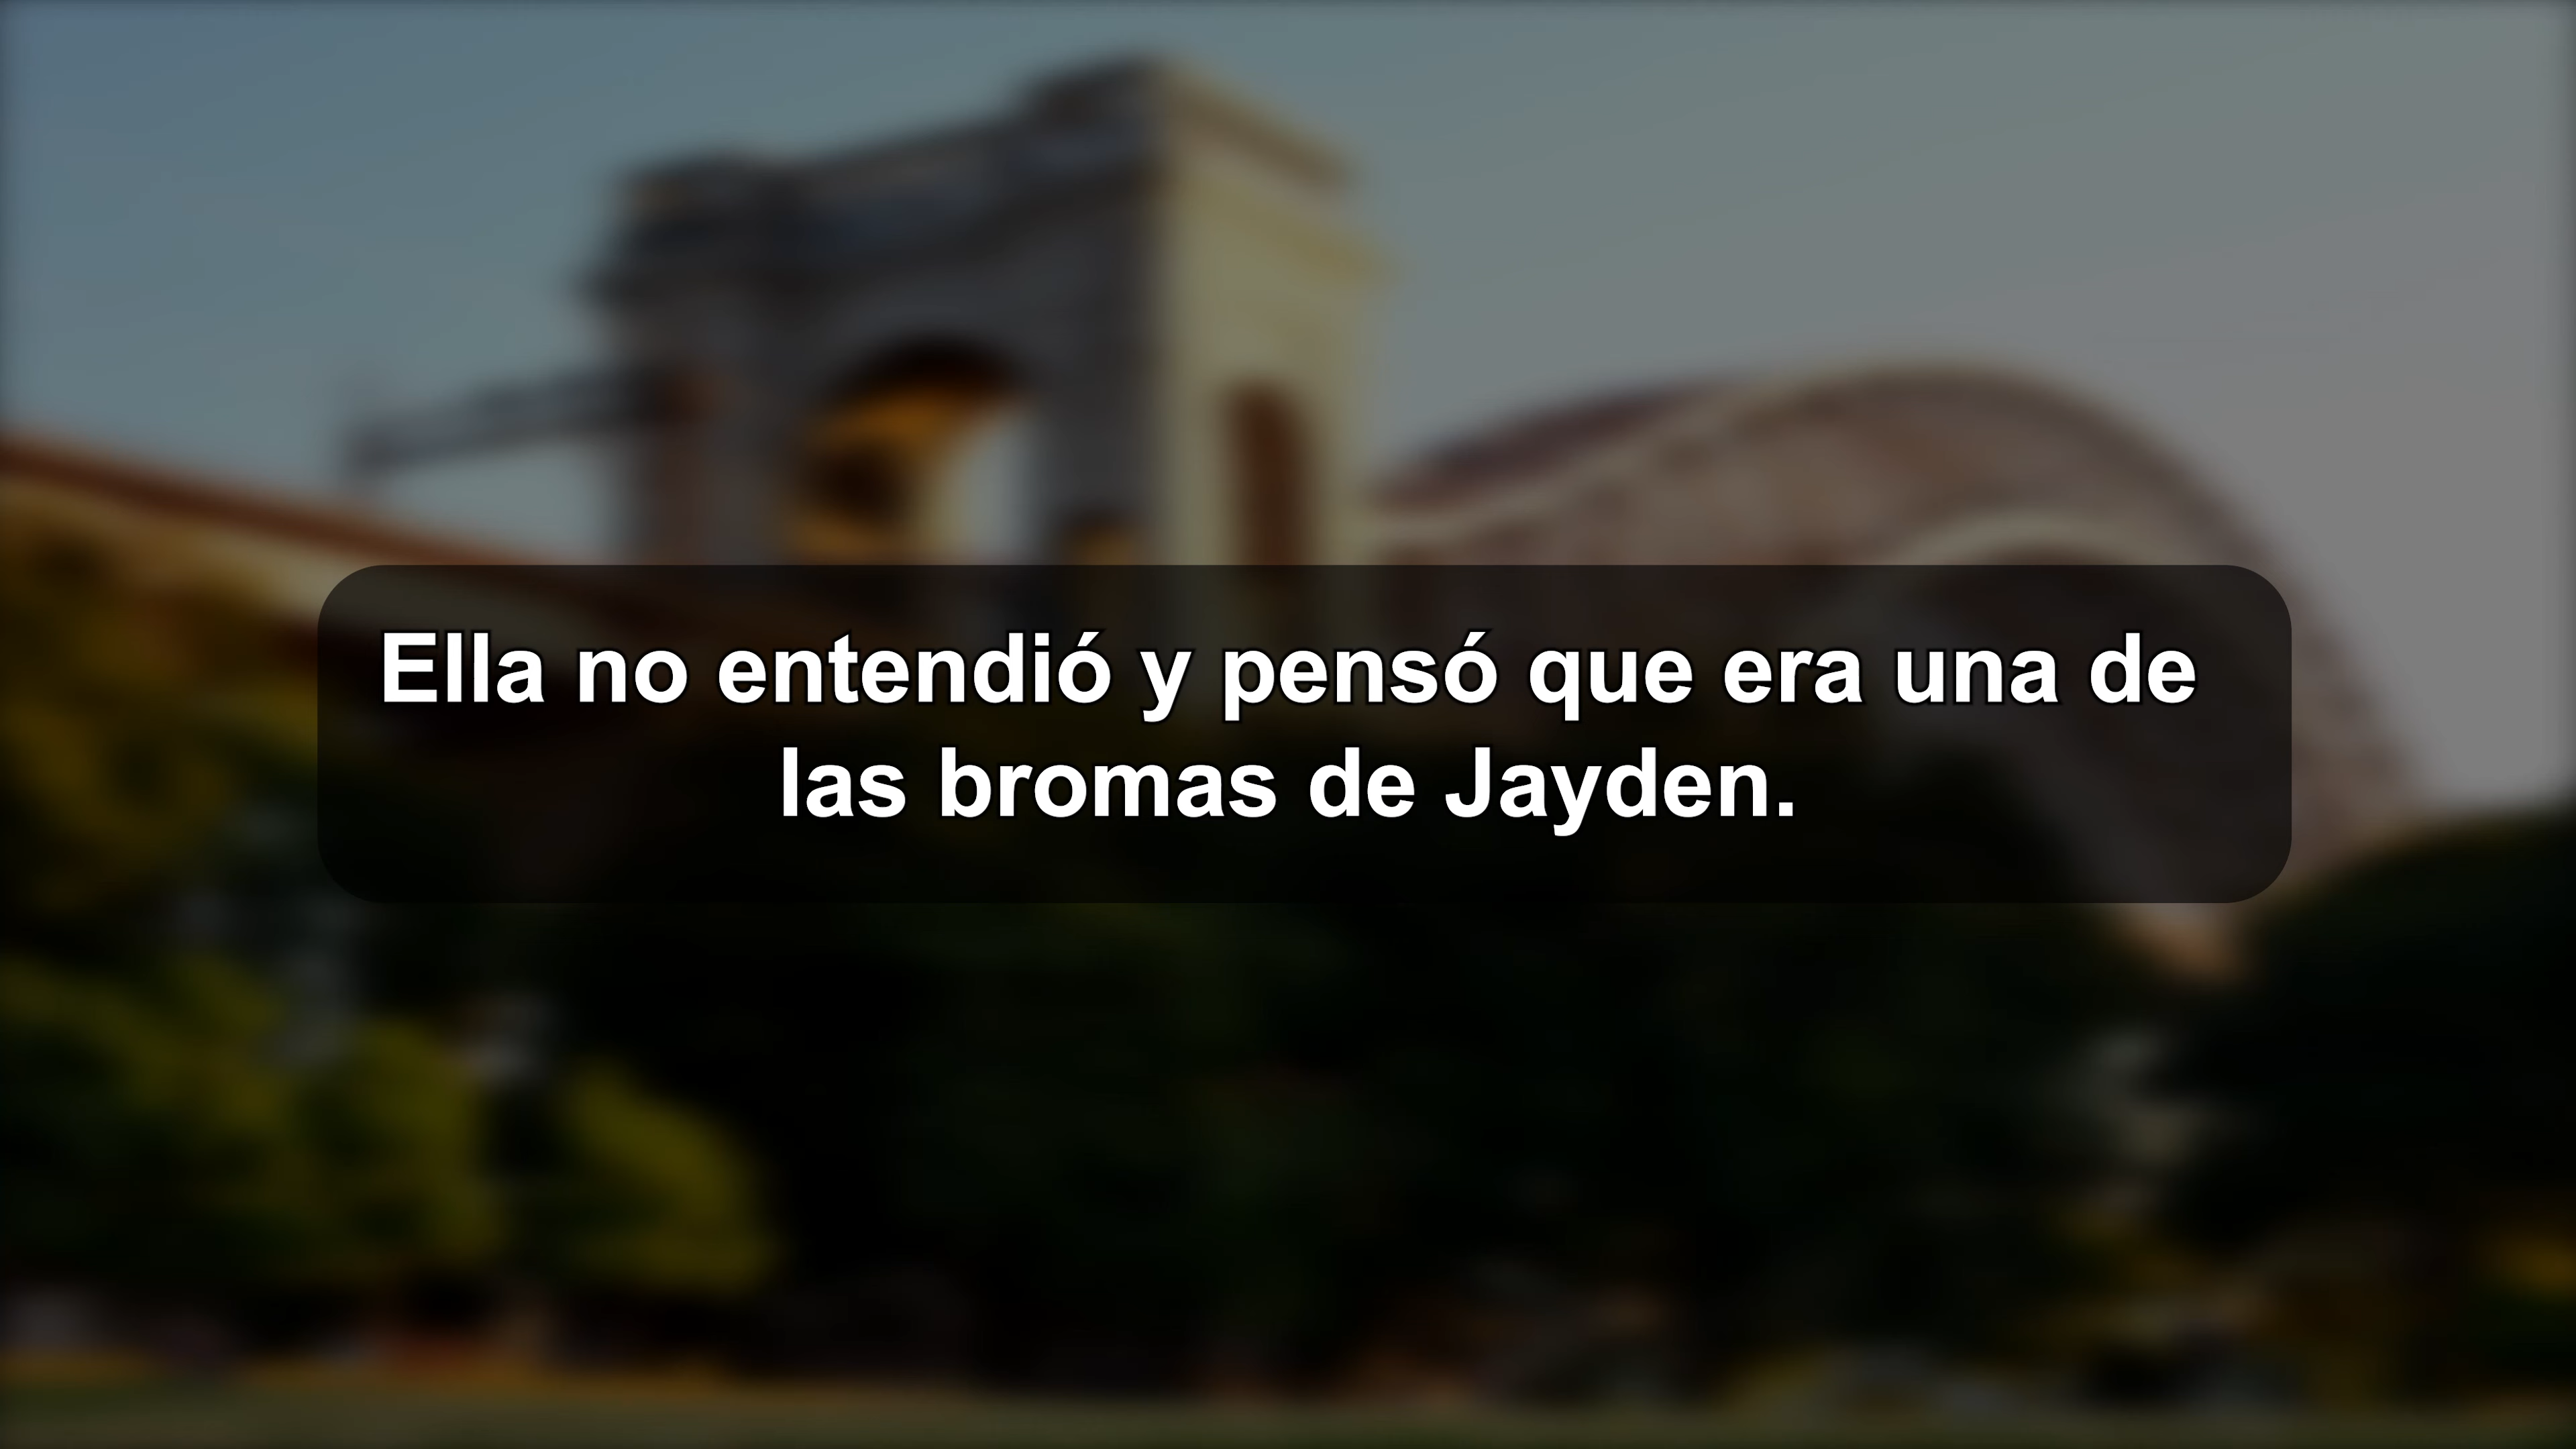 Ella no entendió y pensó que era una de
las bromas de Jayden.